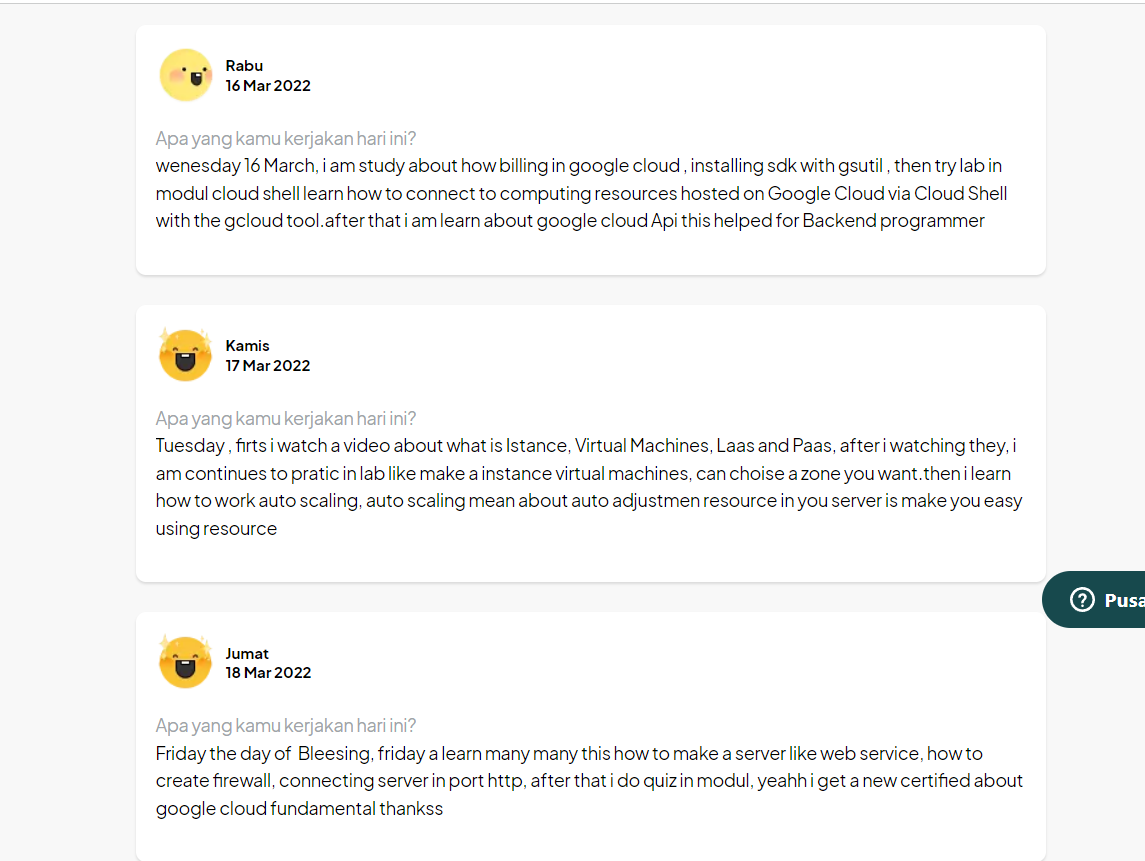 Rabu
16 Mar 2022
Apa yang kamu kerjakan hari ini?
wenesday 16 March, i am study about how billing in google cloud , installing sdk with gsutil , then try lab in
modul cloud shell learn how to connect to computing resources hosted on Google Cloud via Cloud Shell
with the gcloud tool.after that i am learn about google cloud Api this helped for Backend programmer
Kamis
17 Mar 2022
Apa yang kamu kerjakan hari ini?
Tuesday , firts i watch a video about what is Istance, Virtual Machines, Laas and Paas, after i watching they, i
am continues to pratic in lab like make a instance virtual machines, can choise a zone you want.then i learn
how to work auto scaling, auto scaling mean about auto adjustmen resource in you server is make you easy
using resource
Pusa
Jumat
18 Mar 2022
Apa yang kamu kerjakan hari ini?
Friday the day of  Bleesing, friday a learn many many this how to make a server like web service, how to
create firewall, connecting server in port http, after that i do quiz in modul, yeahh i get a new certified about
google cloud fundamental thankss